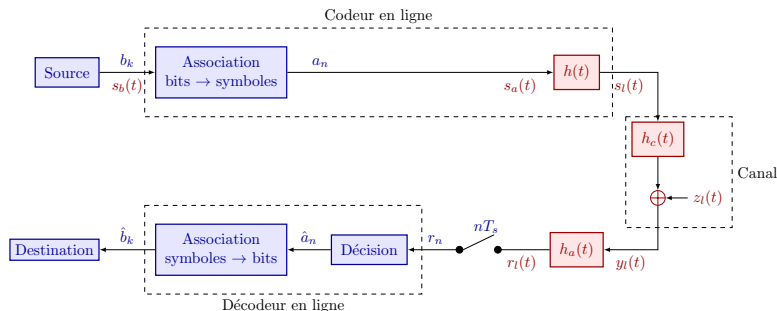 Codeur en ligne
Source
b_k
s_b(t)
Association
bits → symboles
a_n
s_a(t)
h(t)
s_l(t)
h_c(t)
Canal
z_l(t)
Destination
b̂_k
Association
symboles → bits
â_n
Décision
r_n
nT_s
r_l(t)
h_a(t)
y_l(t)
Décodeur en ligne